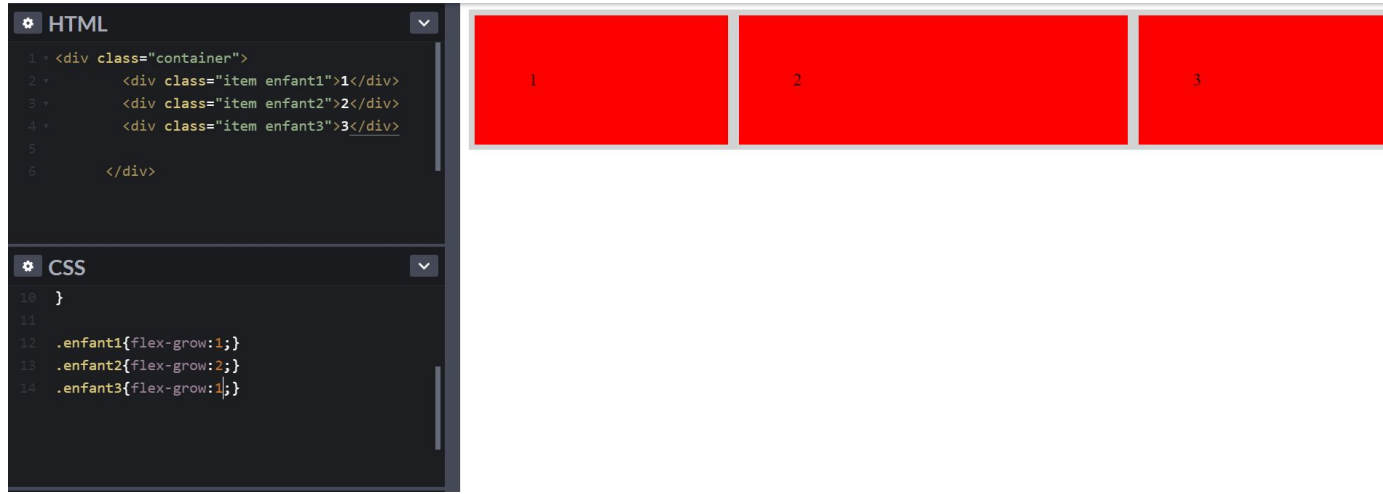 HTML
1 <div class="container">
2 <div class="item enfant1">1</div>
3 <div class="item enfant2">2</div>
4 <div class="item enfant3">3</div>
5
6 </div>
CSS
10 }
11
12 .enfant1{flex-grow:1;}
13 .enfant2{flex-grow:2;}
14 .enfant3{flex-grow:1;}
1 2 3